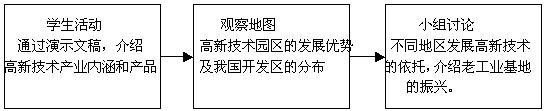 学生活动
通过演示文稿，介绍
高新技术产业内涵和产品
观察地图
高新技术园区的发展优势
及我国开发区的分布
小组讨论
不同地区发展高新技术
的依托，介绍老工业基地
的振兴。